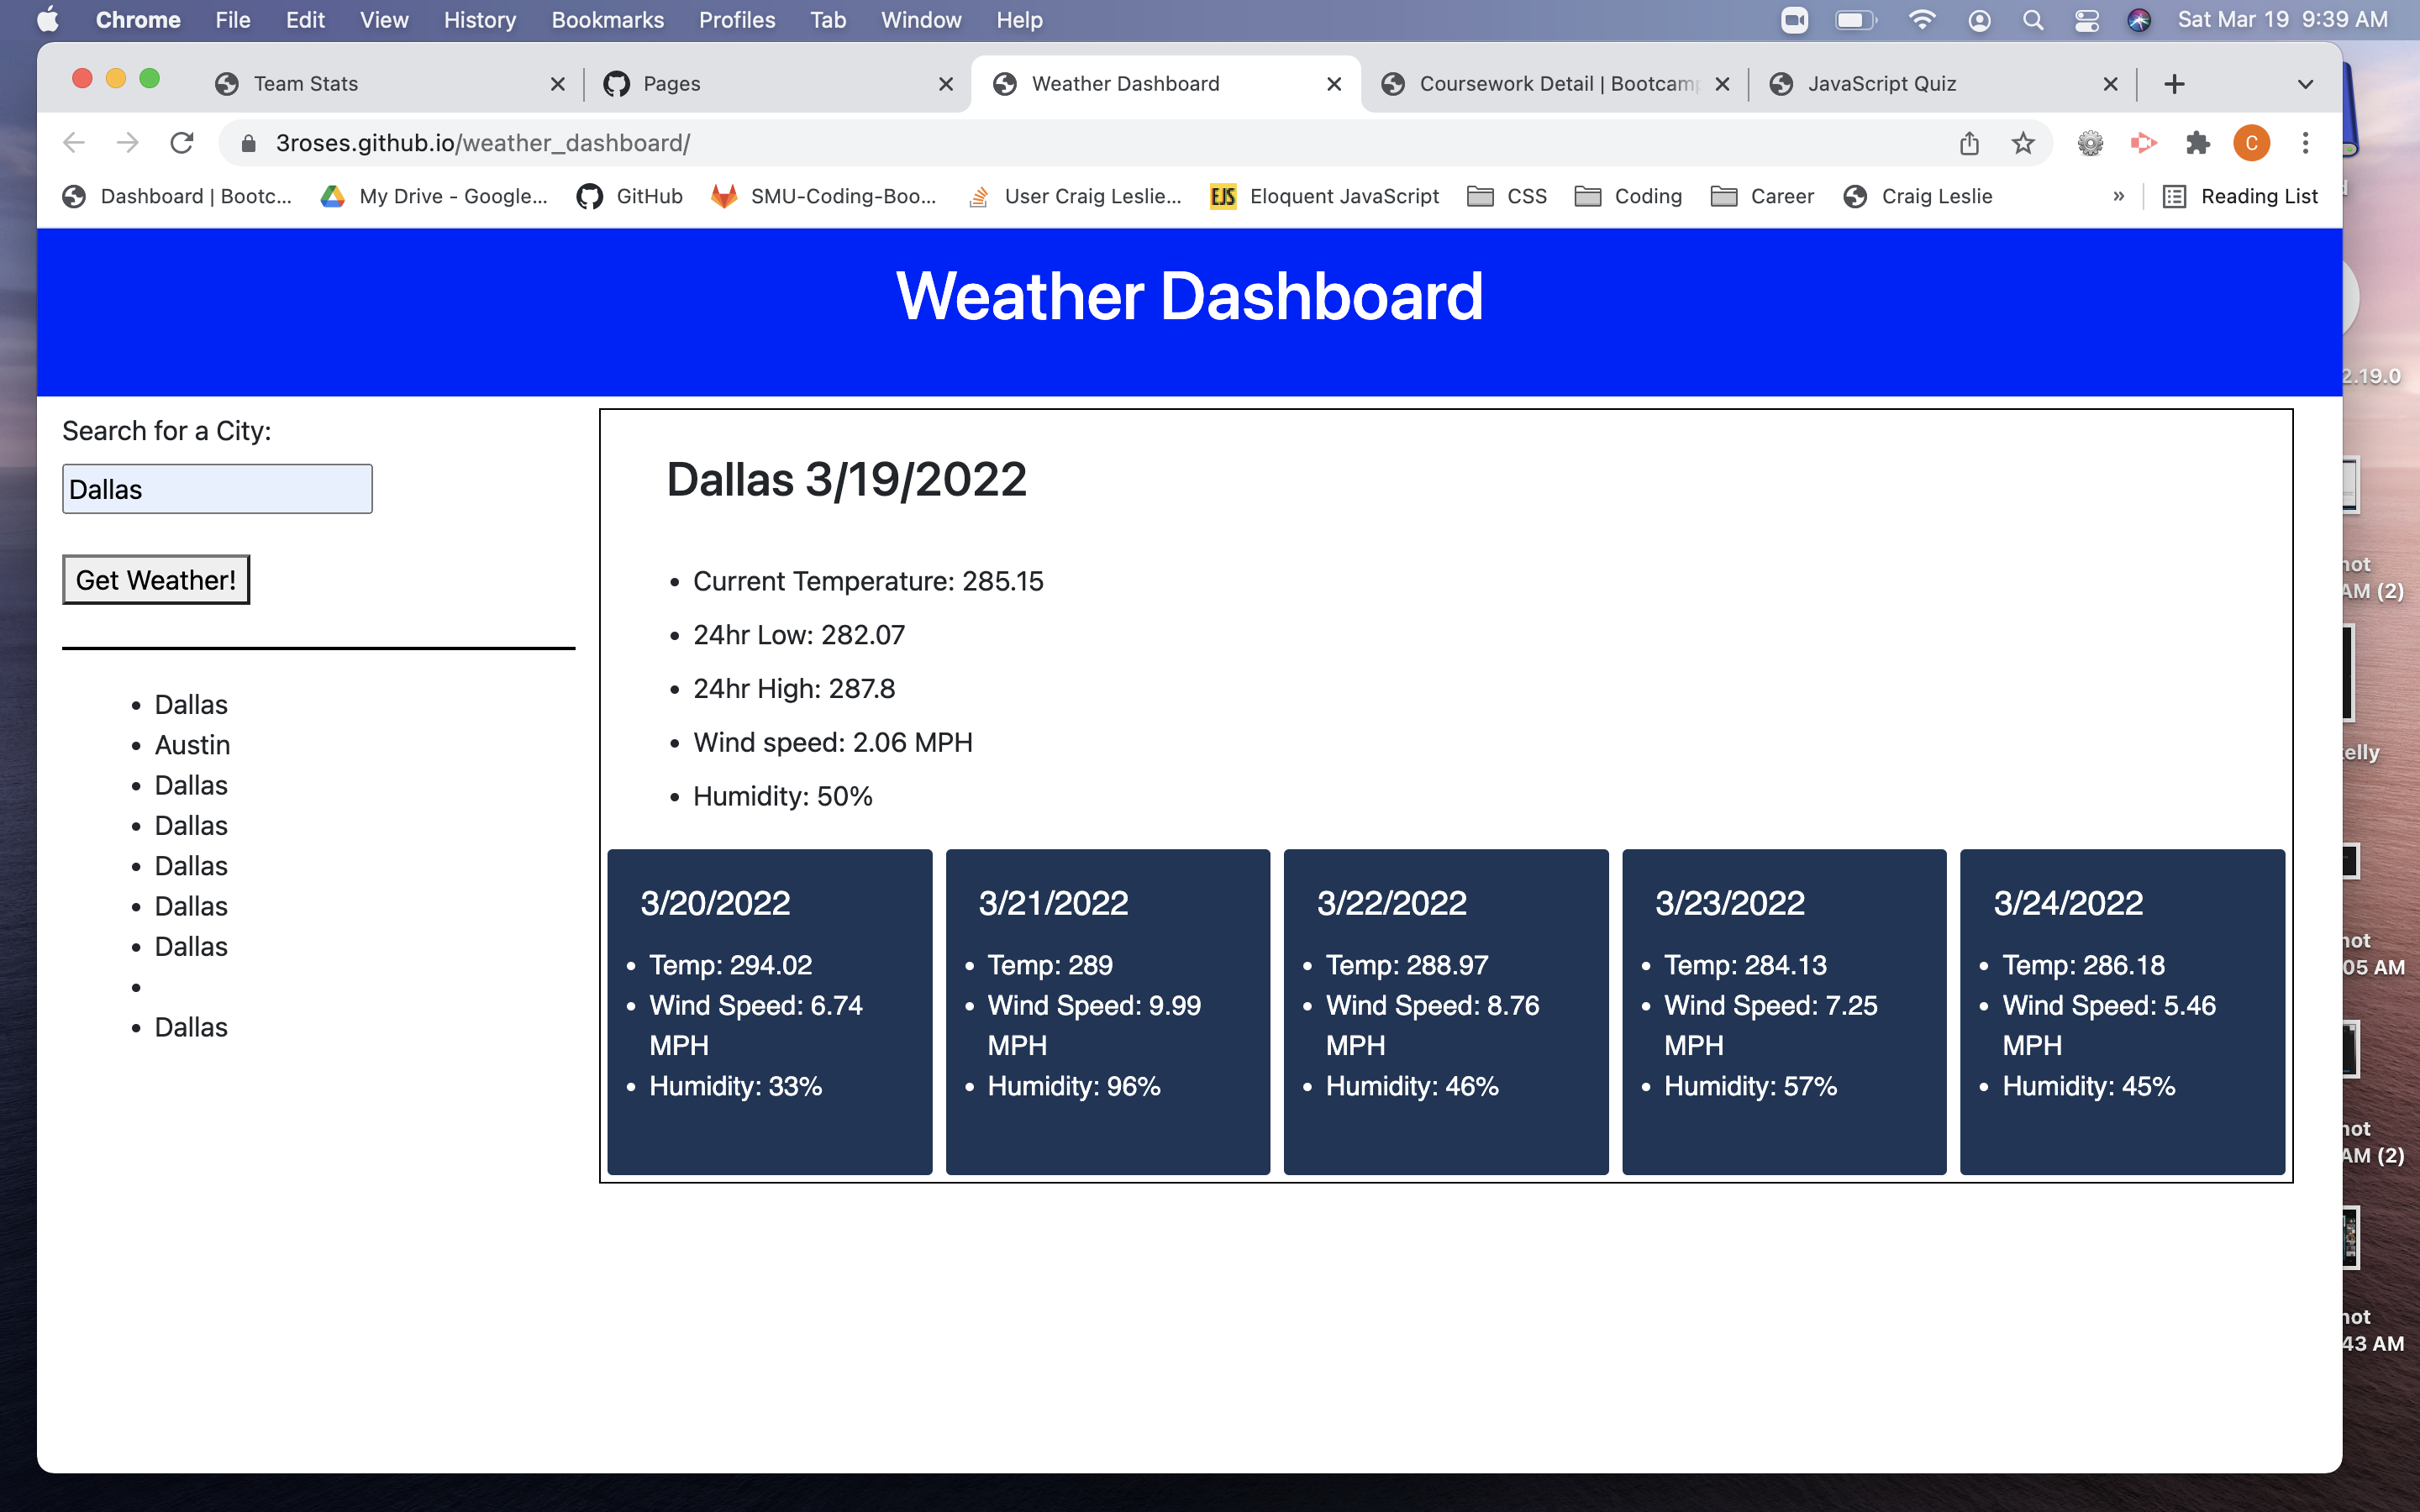 Chrome File Edit View History Bookmarks Profiles Tab Window Help Sat Mar 19 9:39 AM
Team Stats Pages Weather Dashboard Coursework Detail | Bootcamp JavaScript Quiz
3roses.github.io/weather_dashboard/ C
Dashboard | Bootc... My Drive - Google... GitHub SMU-Coding-Boo... User Craig Leslie... EJS Eloquent JavaScript CSS Coding Career Craig Leslie » Reading List
Weather Dashboard
Search for a City:
Dallas
Get Weather!
Dallas
Austin
Dallas
Dallas
Dallas
Dallas
Dallas
Dallas
Dallas 3/19/2022
Current Temperature: 285.15
24hr Low: 282.07
24hr High: 287.8
Wind speed: 2.06 MPH
Humidity: 50%
3/20/2022
Temp: 294.02
Wind Speed: 6.74
MPH
Humidity: 33%
3/21/2022
Temp: 289
Wind Speed: 9.99
MPH
Humidity: 96%
3/22/2022
Temp: 288.97
Wind Speed: 8.76
MPH
Humidity: 46%
3/23/2022
Temp: 284.13
Wind Speed: 7.25
MPH
Humidity: 57%
3/24/2022
Temp: 286.18
Wind Speed: 5.46
MPH
Humidity: 45%
2.19.0
AM (2)
05 AM
AM (2)
43 AM